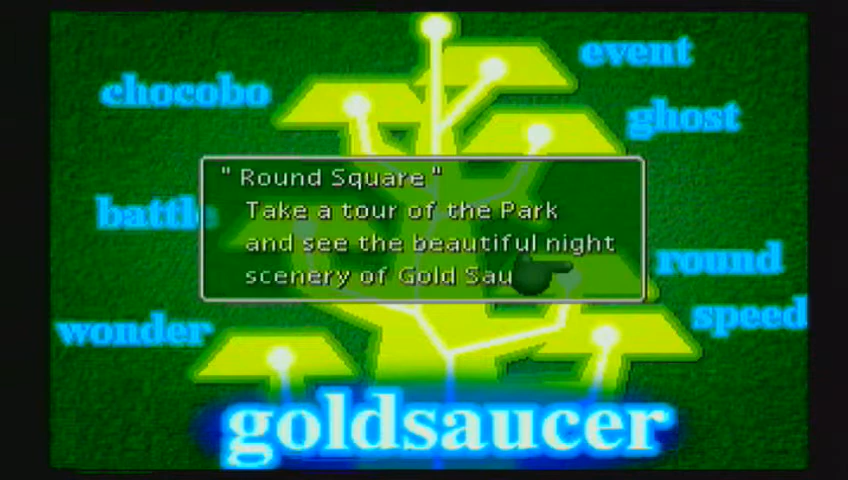 event
chocobo
ghost
"Round Square"
Take a tour of the Park
battle
and see the beautiful night
round
scenery of Gold Sau
speed
wonder
goldsaucer